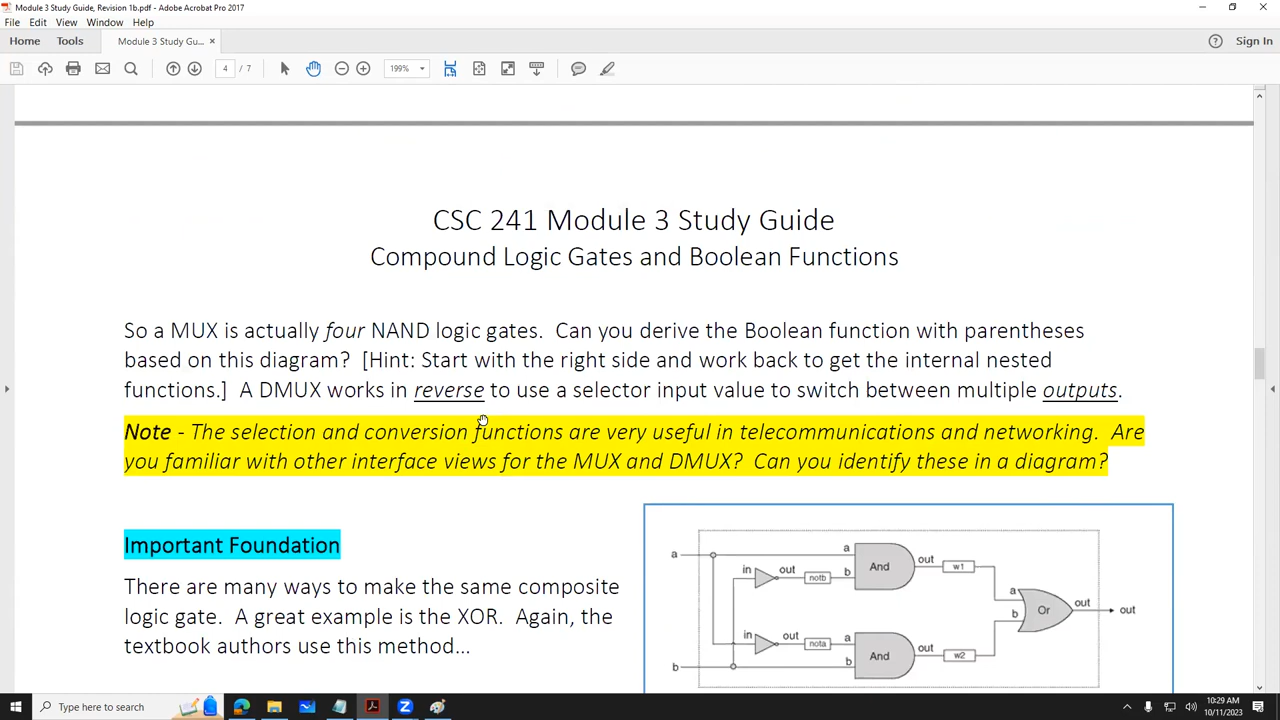 Module 3 Study Guide, Revision 1b.pdf - Adobe Acrobat Pro 2017
File Edit View Window Help
Home Tools Module 3 Study Gu... × ? Sign In
4 / 7 199%
CSC 241 Module 3 Study Guide
Compound Logic Gates and Boolean Functions
So a MUX is actually four NAND logic gates. Can you derive the Boolean function with parentheses
based on this diagram? [Hint: Start with the right side and work back to get the internal nested
functions.] A DMUX works in reverse to use a selector input value to switch between multiple outputs.
Note - The selection and conversion functions are very useful in telecommunications and networking. Are
you familiar with other interface views for the MUX and DMUX? Can you identify these in a diagram?
Important Foundation
There are many ways to make the same composite
logic gate. A great example is the XOR. Again, the
textbook authors use this method...
a a And out w1
in out notb b
a Or out out
b
in out nota a And out w2
b b
Type here to search
10:29 AM
10/11/2023